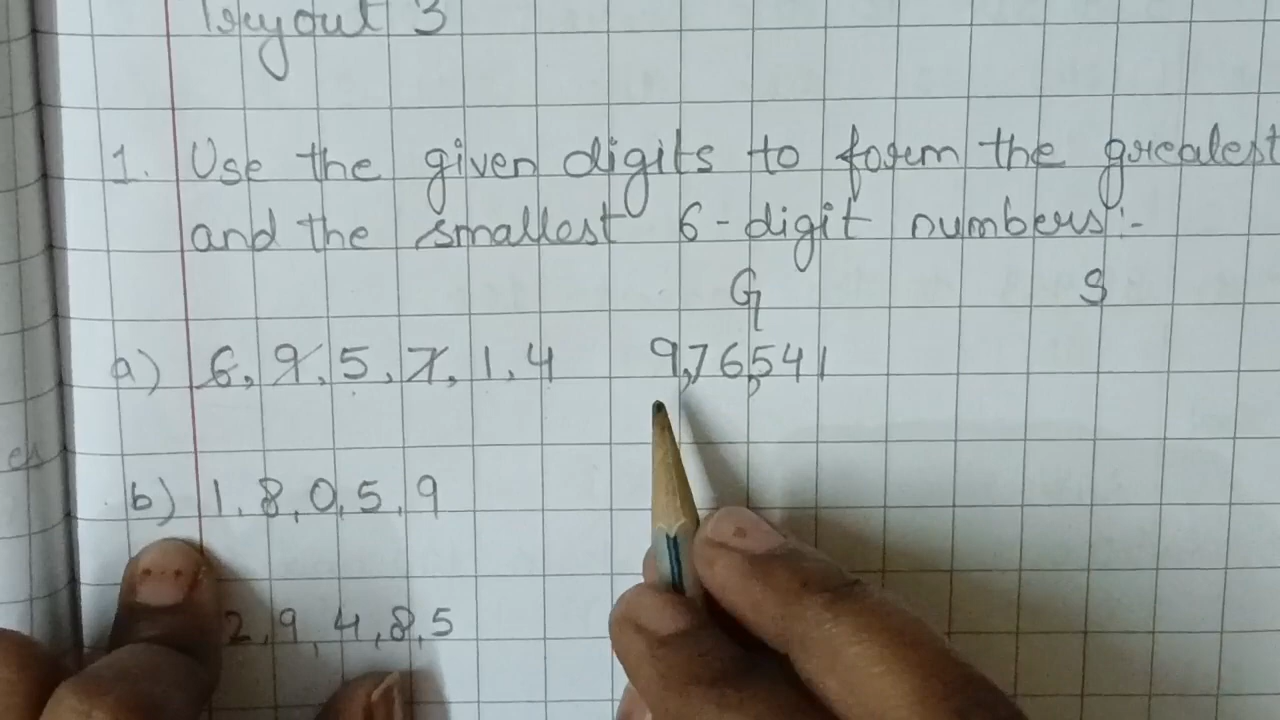 Tryout 3
1. Use the given digits to form the greatest
and the smallest 6-digit numbers:-
G S
a) 6, 9, 5, 7, 1, 4 9,76,541
b) 1, 8, 0, 5, 9
2, 9, 4, 8, 5